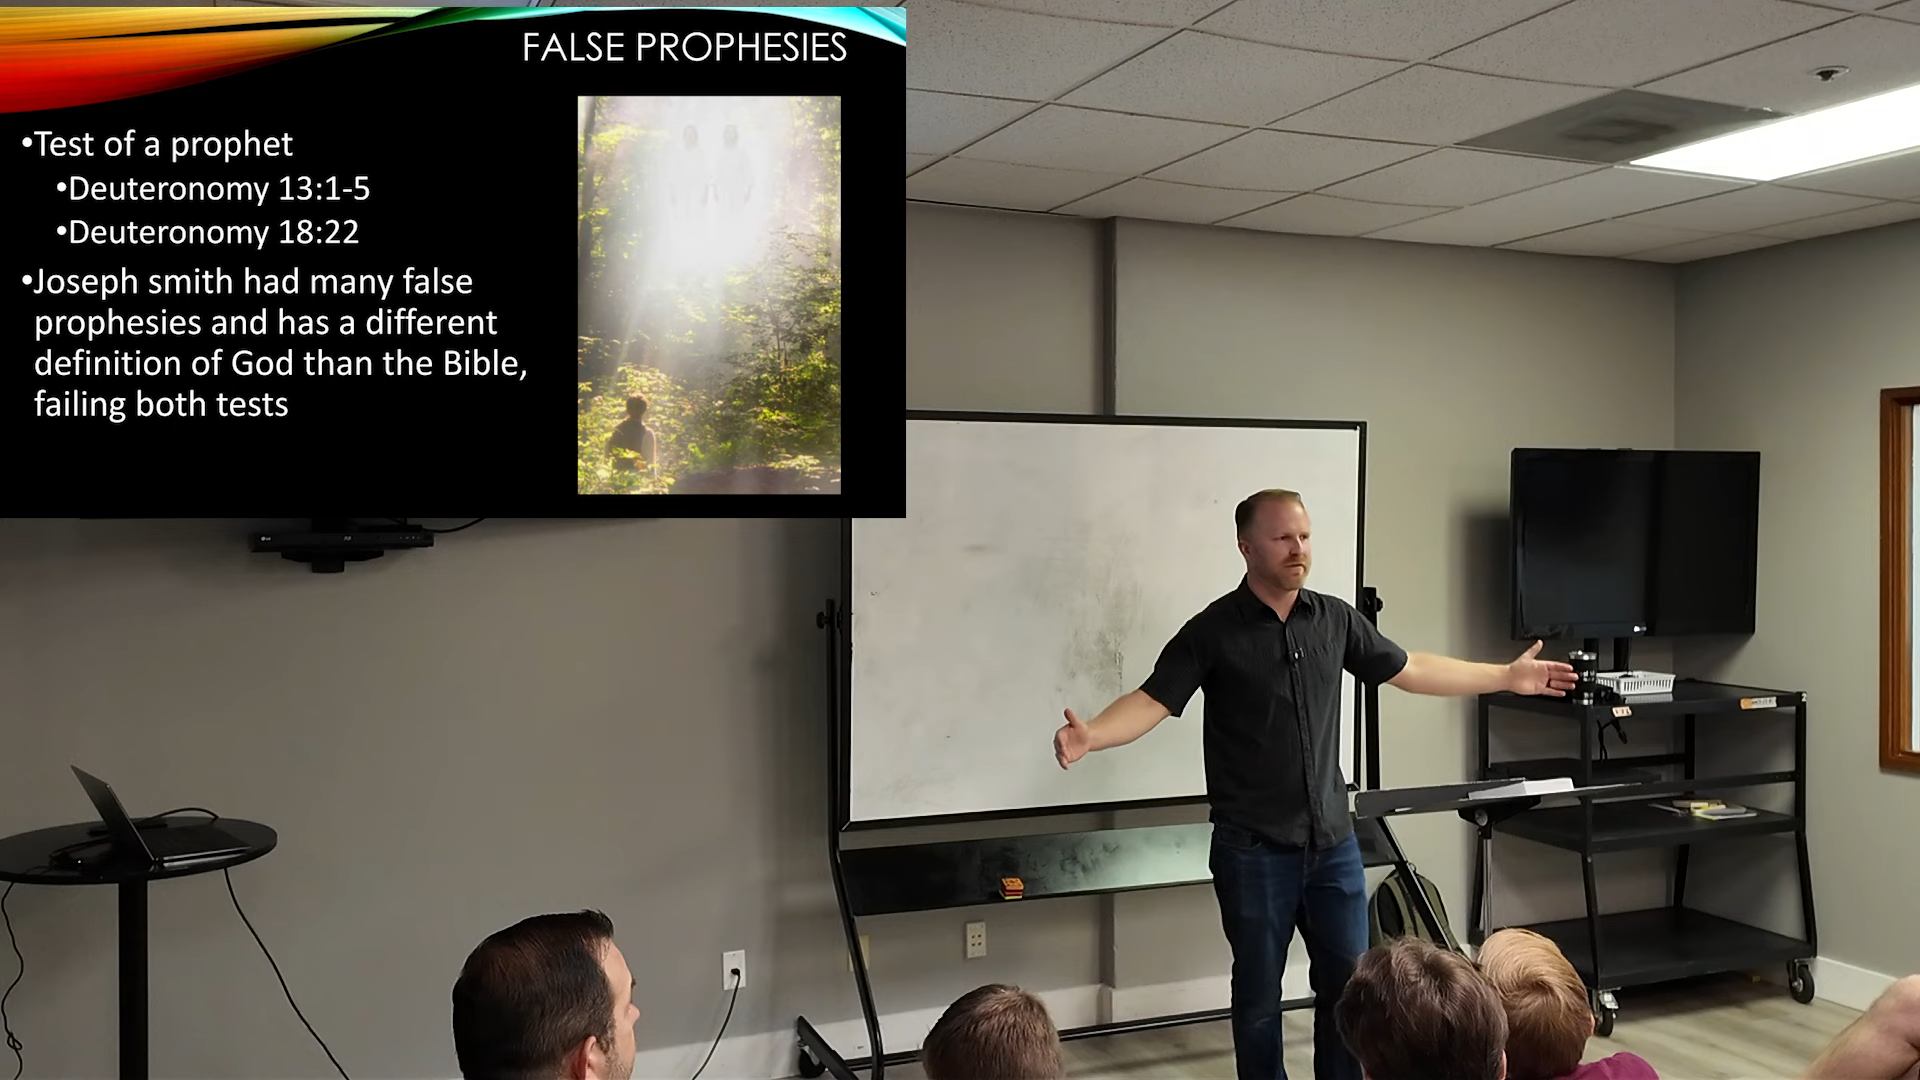 FALSE PROPHESIES
•Test of a prophet
•Deuteronomy 13:1-5
•Deuteronomy 18:22
•Joseph smith had many false
prophesies and has a different
definition of God than the Bible,
failing both tests